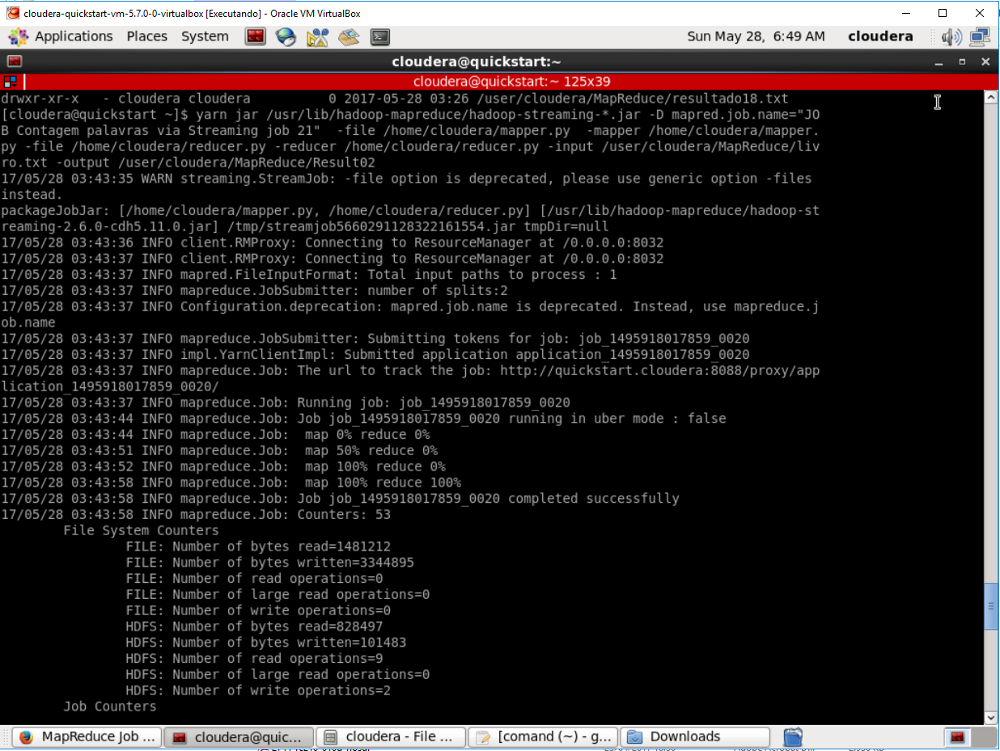 cloudera-quickstart-vm-5.7.0-0-virtualbox [Executando] - Oracle VM VirtualBox
Applications Places System Sun May 28, 6:49 AM cloudera
cloudera@quickstart:~
cloudera@quickstart:~ 125x39
drwxr-xr-x   - cloudera cloudera          0 2017-05-28 03:26 /user/cloudera/MapReduce/resultado18.txt
[cloudera@quickstart ~]$ yarn jar /usr/lib/hadoop-mapreduce/hadoop-streaming-*.jar -D mapred.job.name="JO
B Contagem palavras via Streaming job 21"  -file /home/cloudera/mapper.py  -mapper /home/cloudera/mapper.
py -file /home/cloudera/reducer.py -reducer /home/cloudera/reducer.py -input /user/cloudera/MapReduce/liv
ro.txt -output /user/cloudera/MapReduce/Result02
17/05/28 03:43:35 WARN streaming.StreamJob: -file option is deprecated, please use generic option -files
instead.
packageJobJar: [/home/cloudera/mapper.py, /home/cloudera/reducer.py] [/usr/lib/hadoop-mapreduce/hadoop-st
reaming-2.6.0-cdh5.11.0.jar] /tmp/streamjob5660291128322161554.jar tmpDir=null
17/05/28 03:43:36 INFO client.RMProxy: Connecting to ResourceManager at /0.0.0.0:8032
17/05/28 03:43:37 INFO client.RMProxy: Connecting to ResourceManager at /0.0.0.0:8032
17/05/28 03:43:37 INFO mapred.FileInputFormat: Total input paths to process : 1
17/05/28 03:43:37 INFO mapreduce.JobSubmitter: number of splits:2
17/05/28 03:43:37 INFO Configuration.deprecation: mapred.job.name is deprecated. Instead, use mapreduce.j
ob.name
17/05/28 03:43:37 INFO mapreduce.JobSubmitter: Submitting tokens for job: job_1495918017859_0020
17/05/28 03:43:37 INFO impl.YarnClientImpl: Submitted application application_1495918017859_0020
17/05/28 03:43:37 INFO mapreduce.Job: The url to track the job: http://quickstart.cloudera:8088/proxy/app
lication_1495918017859_0020/
17/05/28 03:43:37 INFO mapreduce.Job: Running job: job_1495918017859_0020
17/05/28 03:43:44 INFO mapreduce.Job: Job job_1495918017859_0020 running in uber mode : false
17/05/28 03:43:44 INFO mapreduce.Job:  map 0% reduce 0%
17/05/28 03:43:51 INFO mapreduce.Job:  map 50% reduce 0%
17/05/28 03:43:52 INFO mapreduce.Job:  map 100% reduce 0%
17/05/28 03:43:58 INFO mapreduce.Job:  map 100% reduce 100%
17/05/28 03:43:58 INFO mapreduce.Job: Job job_1495918017859_0020 completed successfully
17/05/28 03:43:58 INFO mapreduce.Job: Counters: 53
File System Counters
FILE: Number of bytes read=1481212
FILE: Number of bytes written=3344895
FILE: Number of read operations=0
FILE: Number of large read operations=0
FILE: Number of write operations=0
HDFS: Number of bytes read=828497
HDFS: Number of bytes written=101483
HDFS: Number of read operations=9
HDFS: Number of large read operations=0
HDFS: Number of write operations=2
Job Counters
MapReduce Job ... cloudera@quic... cloudera - File ... [comand (~) - g... Downloads